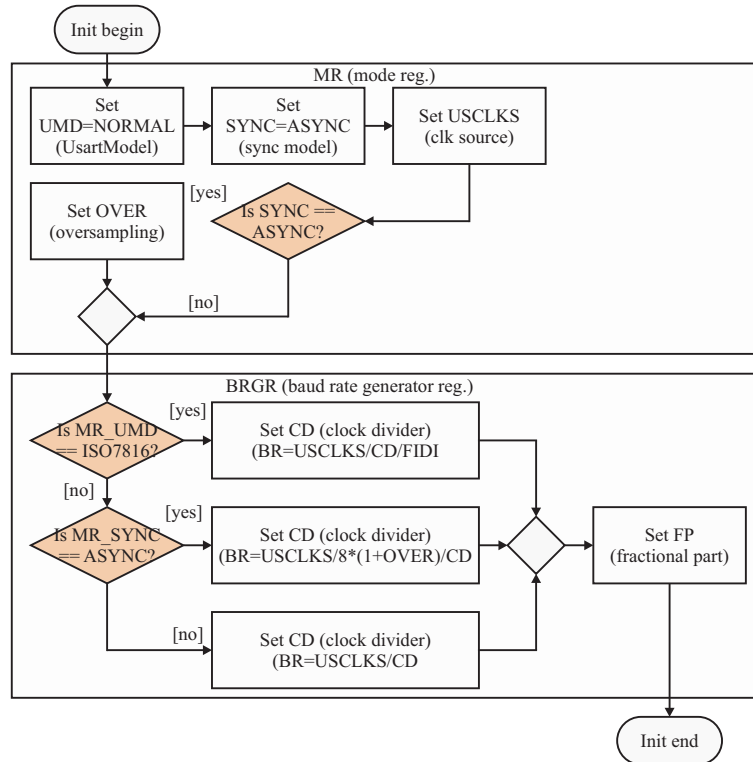 Init begin
MR (mode reg.)
Set
UMD=NORMAL
(UsartModel)
Set
SYNC=ASYNC
(sync model)
Set USCLKS
(clk source)
[yes]
Is SYNC ==
ASYNC?
Set OVER
(oversampling)
[no]
BRGR (baud rate generator reg.)
Is MR_UMD
== ISO7816?
[yes]
Set CD (clock divider)
(BR=USCLKS/CD/FIDI
[no]
Is MR_SYNC
== ASYNC?
[yes]
Set CD (clock divider)
(BR=USCLKS/8*(1+OVER)/CD
Set FP
(fractional part)
[no]
Set CD (clock divider)
(BR=USCLKS/CD
Init end